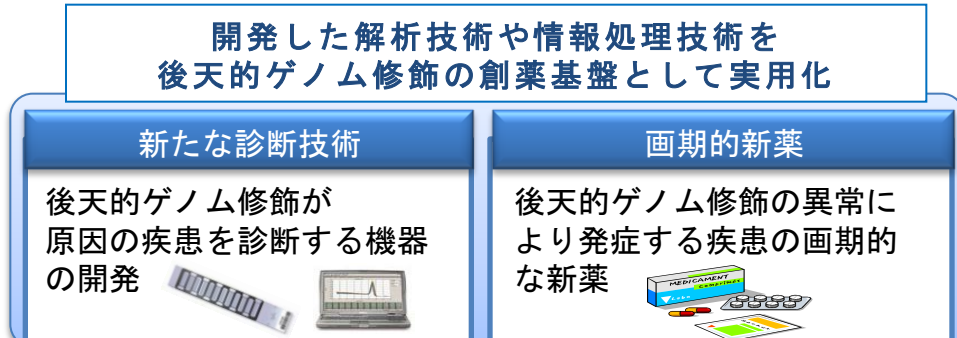 開発した解析技術や情報処理技術を
後天的ゲノム修飾の創薬基盤として実用化
新たな診断技術
後天的ゲノム修飾が
原因の疾患を診断する機器
の開発
画期的新薬
後天的ゲノム修飾の異常に
より発症する疾患の画期的
な新薬
MEDICAMENT
Comprimes
Labo